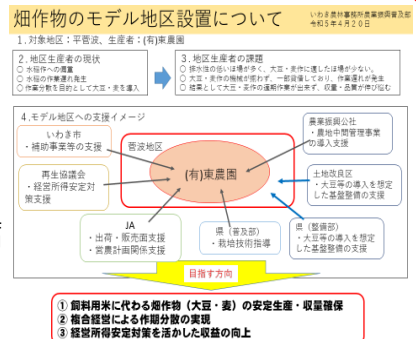 畑作物のモデル地区設置について
いわき農林事務所農業振興普及部
令和5年4月20日
1.対象地区：平菅波、生産者：(有)東農園
2.地区生産者の現状
○ 水稲作への偏重
○ 水稲の作業遅れ発生
○ 作業分散を目的として大豆・麦を導入
3.地区生産者の課題
○ 排水性の低いほ場が多く、大豆・麦作に適したほ場が少ない。
○ 大豆・麦作の機械が揃わず、一部借りており、作業遅れが発生
○ 結果として大豆・麦作の適期作業が出来ず、収量・品質が伸び悩む
4.モデル地区への支援イメージ
いわき市
・補助事業等の支援
菅波地区
農業振興公社
・農地中間管理事業
の導入支援
(有)東農園
再生協議会
・経営所得安定対
策支援
土地改良区
・大豆等の導入を想定
した基盤整備の支援
JA
・出荷・販売面支援
・営農計画関係支援
県（普及部）
・栽培技術指導
県（整備部）
・大豆等の導入を想定
した基盤整備の支援
目指す方向
① 飼料用米に代わる畑作物（大豆・麦）の安定生産・収量確保
② 複合経営による作期分散の実現
③ 経営所得安定対策を活かした収益の向上